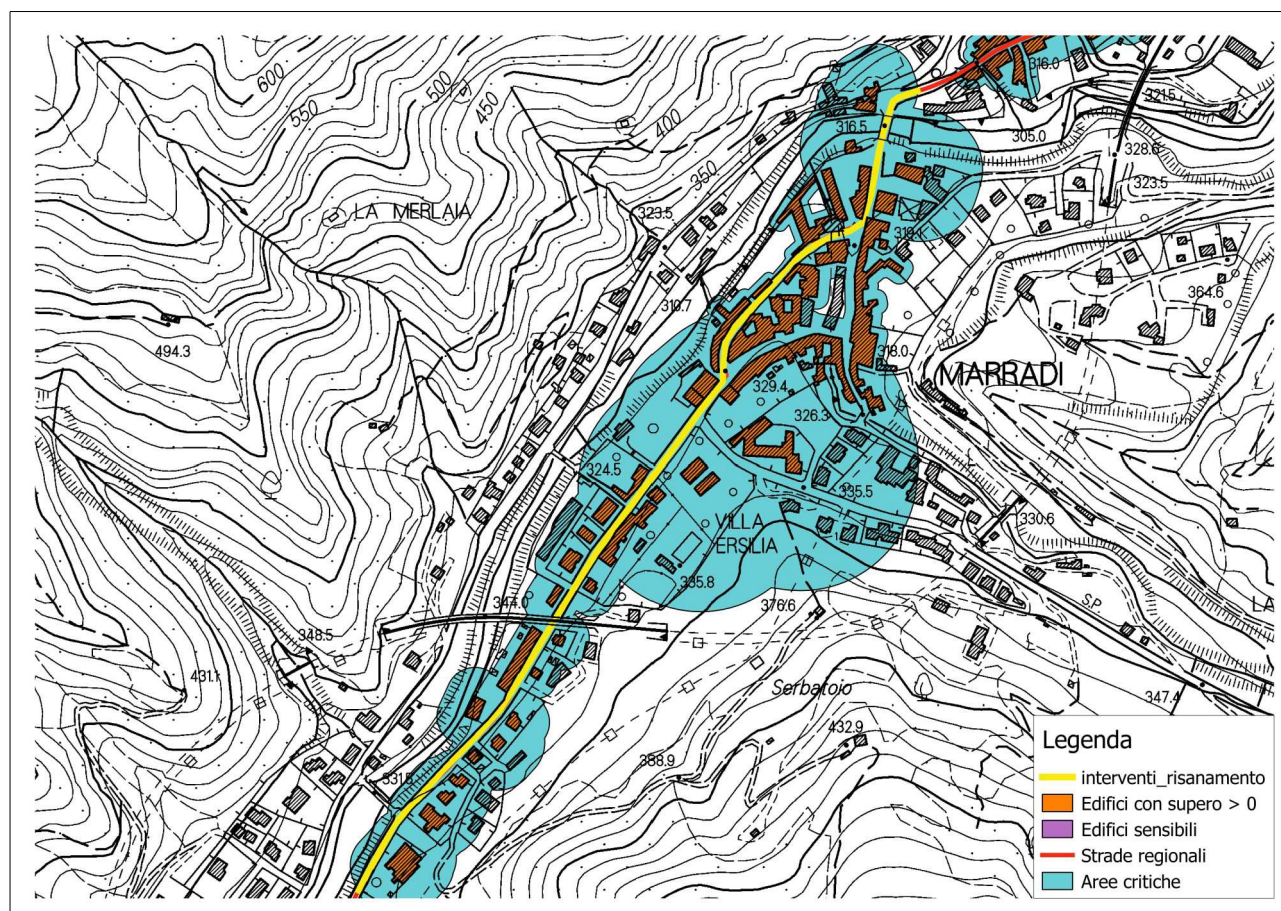 600
550
500
450
400
350
LA MERLAIA
494.3
323.5
310.7
316.5
316.0
321.5
305.0
328.6
323.5
319.1
364.6
318.0
MARRADI
329.4
326.3
324.5
335.5
330.6
VILLA
ERSILIA
335.8
376.6
344.0
348.5
431.1
S.P.
LA
Serbatoio
347.4
432.9
388.9
Legenda
interventi_risanamento
Edifici con supero > 0
Edifici sensibili
Strade regionali
Aree critiche